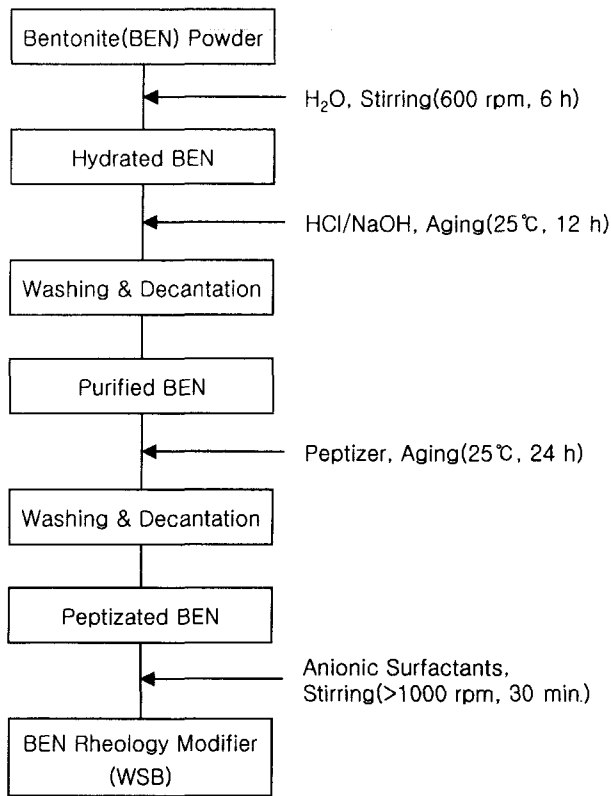 Bentonite(BEN) Powder
H₂O, Stirring(600 rpm, 6 h)
Hydrated BEN
HCl/NaOH, Aging(25℃, 12 h)
Washing & Decantation
Purified BEN
Peptizer, Aging(25℃, 24 h)
Washing & Decantation
Peptizated BEN
Anionic Surfactants,
Stirring(>1000 rpm, 30 min.)
BEN Rheology Modifier
(WSB)